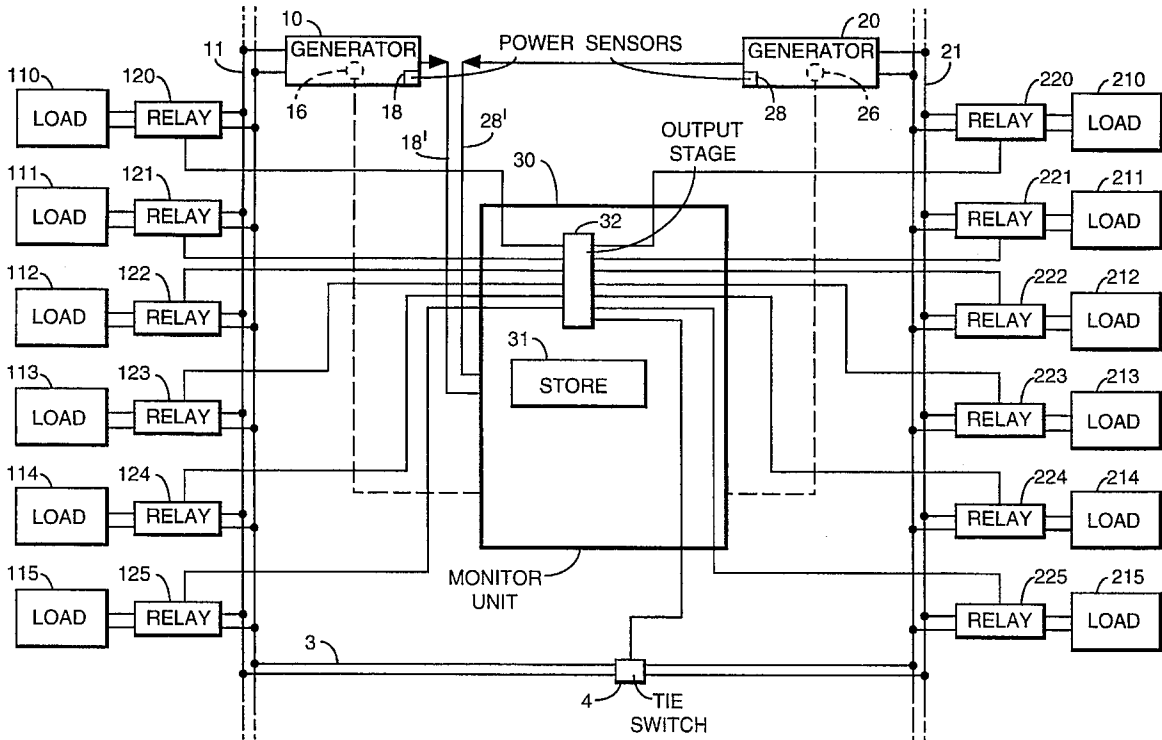 10
20
11
GENERATOR
POWER SENSORS
GENERATOR
21
16
18
28
26
110
120
220
210
LOAD
RELAY
RELAY
LOAD
18'
28'
OUTPUT
STAGE
30
32
111
121
221
211
LOAD
RELAY
RELAY
LOAD
112
122
222
212
LOAD
RELAY
RELAY
LOAD
31
STORE
113
123
223
213
LOAD
RELAY
RELAY
LOAD
114
124
224
214
LOAD
RELAY
RELAY
LOAD
MONITOR
UNIT
115
125
225
215
LOAD
RELAY
RELAY
LOAD
3
4
TIE
SWITCH